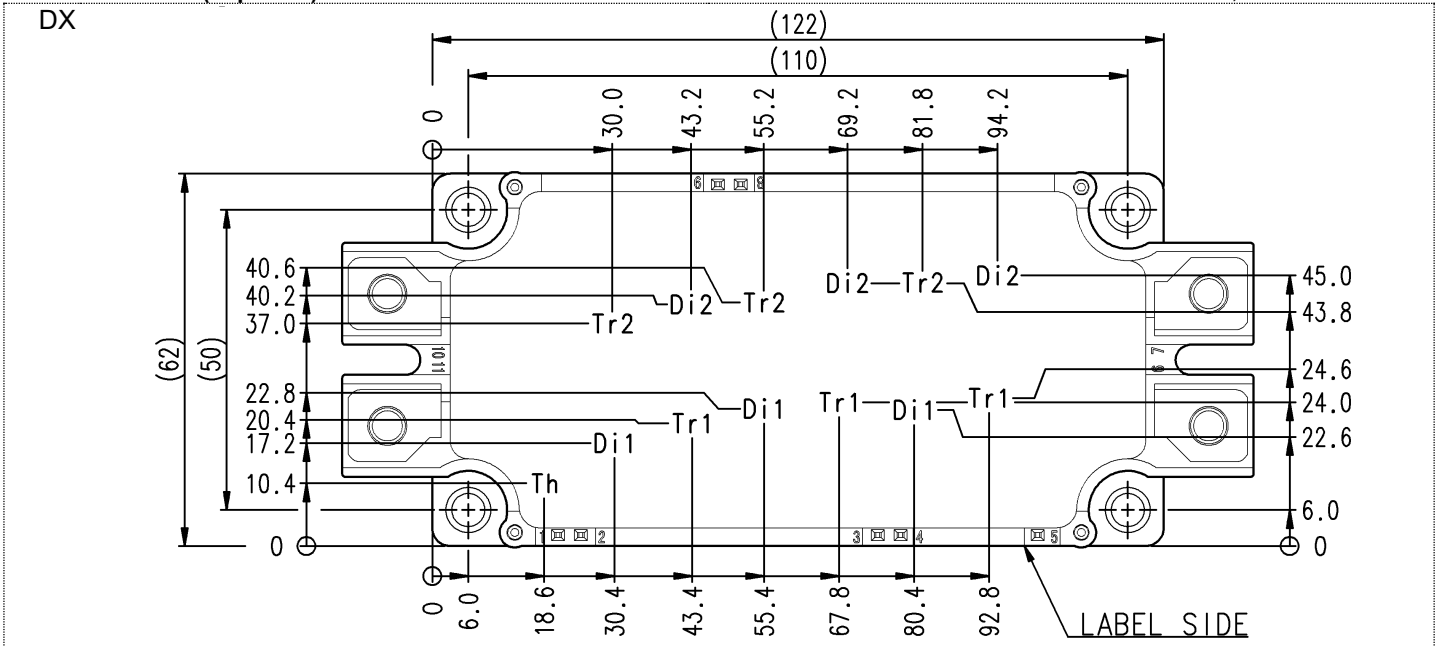 DX
(122)
(110)
0 30.0 43.2 55.2 69.2 81.8 94.2
6 8
40.6
40.2
37.0
Di2 Tr2 Di2
45.0
43.8
Di2 Tr2
Tr2
(62) (50)
10 11
7
22.8
20.4
17.2
10.4
24.6
24.0
22.6
6.0
Tr1 Tr1
Di1 Di1
Tr1
Di1
Th
1 2 3 4 5
0 0
0 6.0 18.6 30.4 43.4 55.4 67.8 80.4 92.8
LABEL SIDE